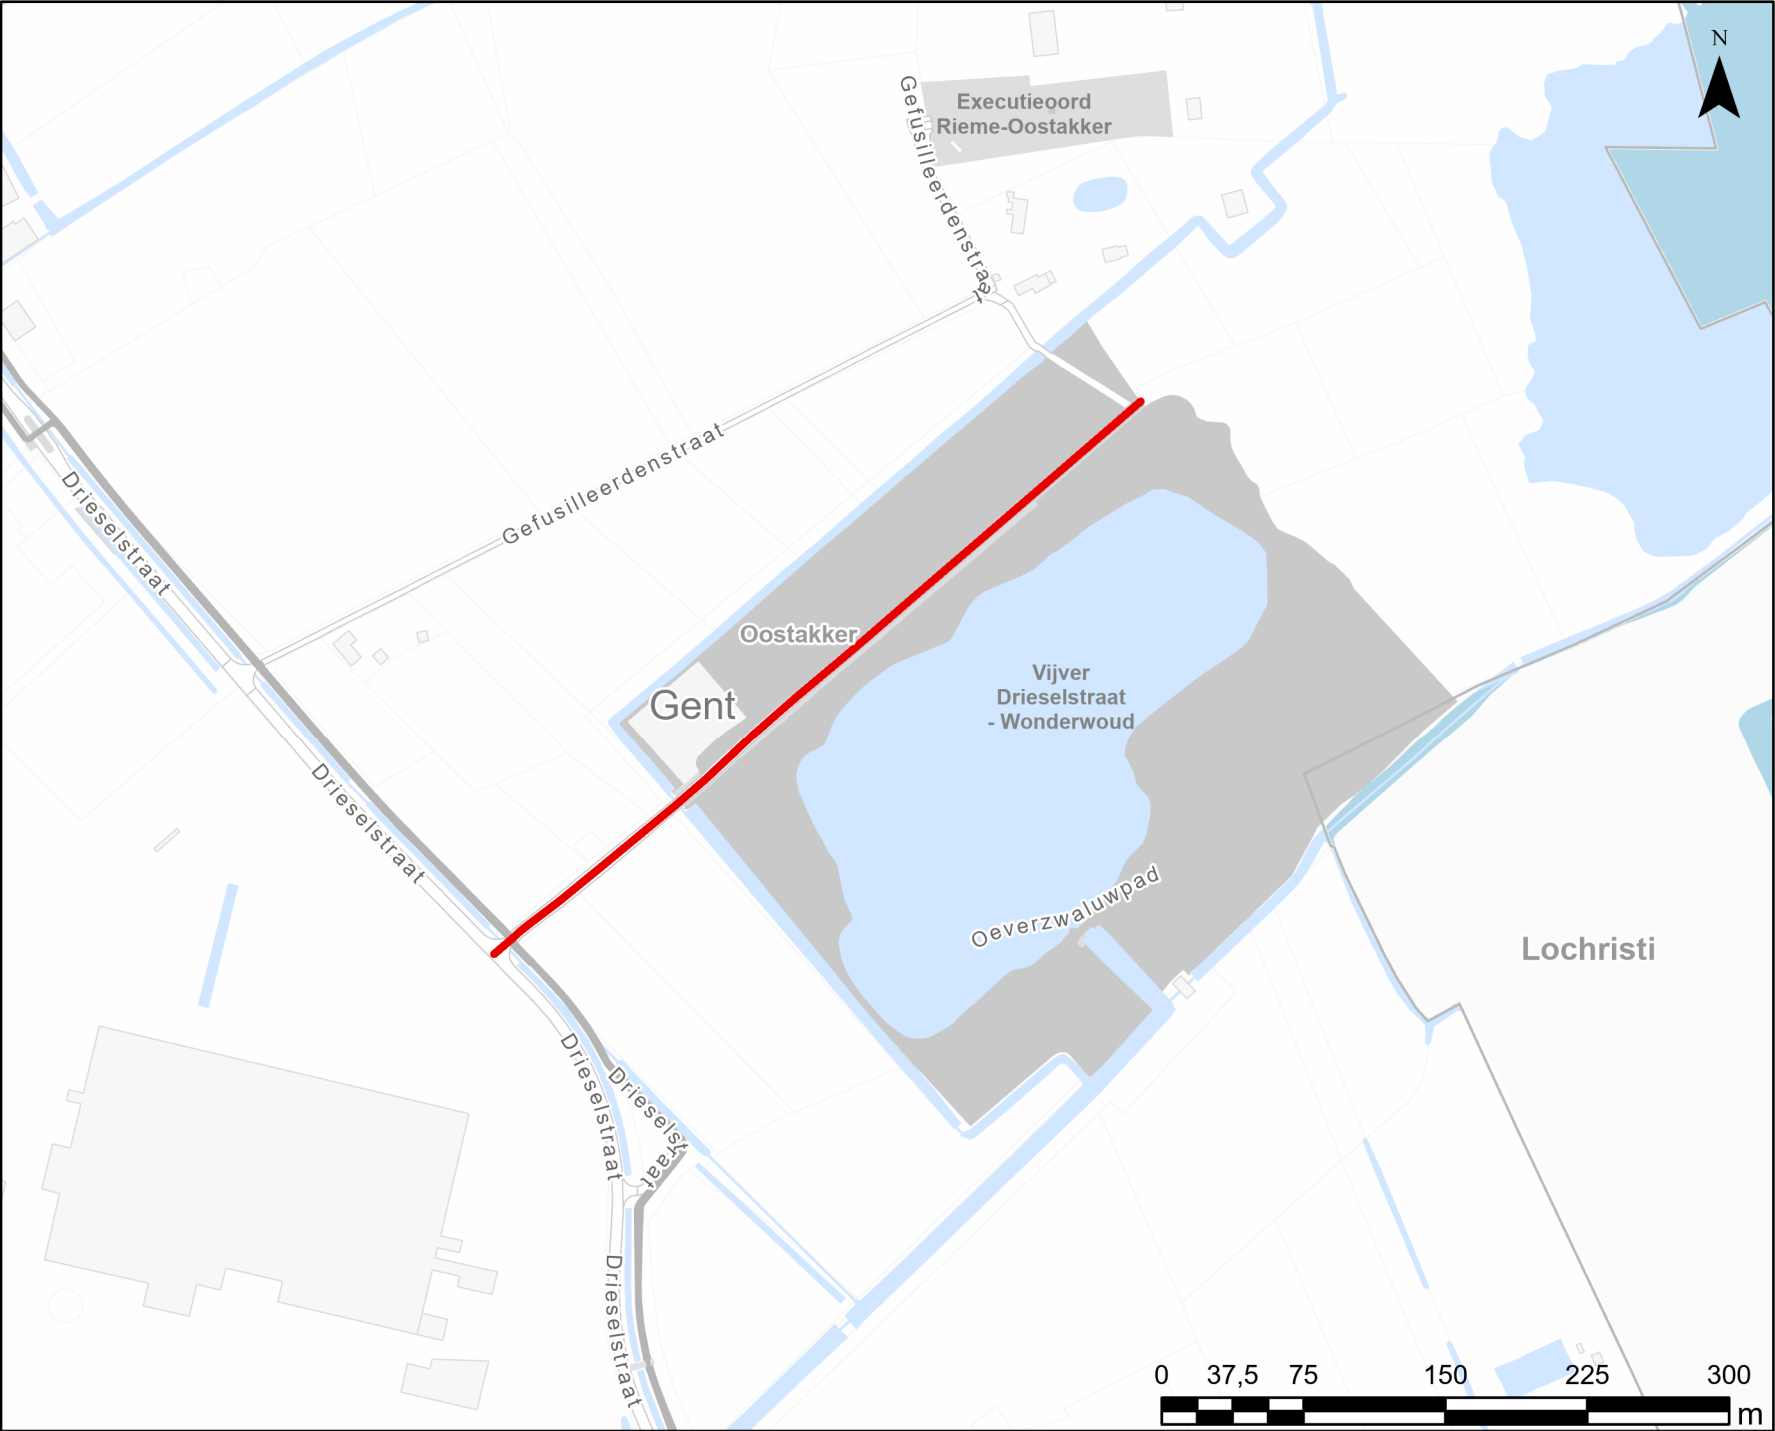 N
Executieoord
Rieme-Oostakker
Gefusilleerdenstraat
Gefusilleerdenstraat
Drieselstraat
Oostakker
Gent
Vijver
Drieselstraat
- Wonderwoud
Drieselstraat
Oeverzwaluwpad
Lochristi
Drieselstraat
Drieselstraat
Drieselstraat
0 37,5 75 150 225 300
m